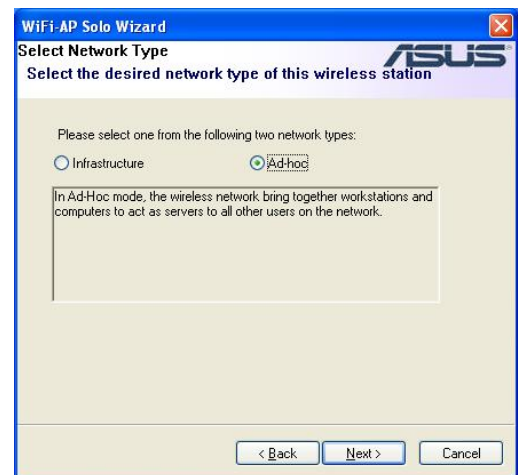 WiFi-AP Solo Wizard
Select Network Type
ASUS
Select the desired network type of this wireless station
Please select one from the following two network types:
Infrastructure
Ad-hoc
In Ad-Hoc mode, the wireless network bring together workstations and
computers to act as servers to all other users on the network.
< Back
Next >
Cancel